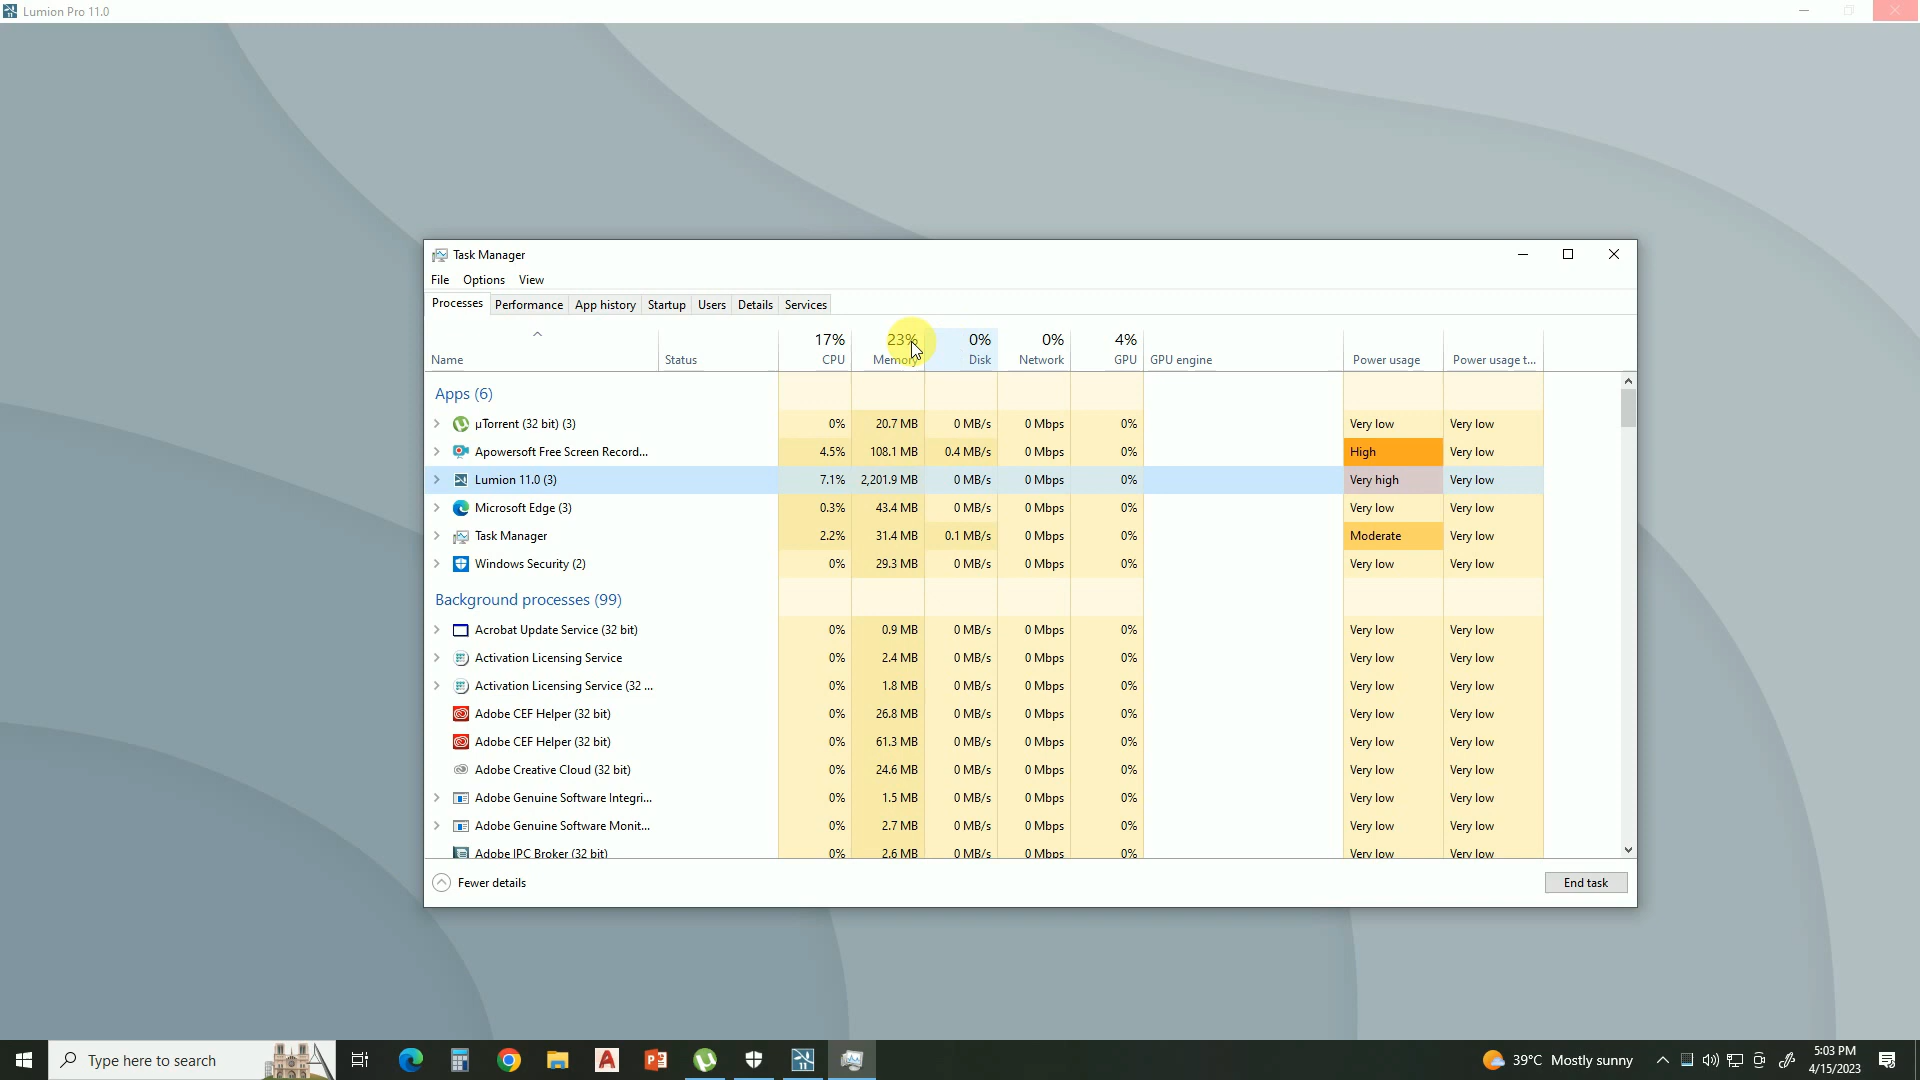 Lumion Pro 11.0
Task Manager
File Options View
Processes Performance App history Startup Users Details Services
17% 23% 0% 0% 4%
Name Status CPU Memory Disk Network GPU GPU engine Power usage Power usage t...
Apps (6)
µTorrent (32 bit) (3) 0% 20.7 MB 0 MB/s 0 Mbps 0% Very low Very low
Apowersoft Free Screen Record... 4.5% 108.1 MB 0.4 MB/s 0 Mbps 0% High Very low
Lumion 11.0 (3) 7.1% 2,201.9 MB 0 MB/s 0 Mbps 0% Very high Very low
Microsoft Edge (3) 0.3% 43.4 MB 0 MB/s 0 Mbps 0% Very low Very low
Task Manager 2.2% 31.4 MB 0.1 MB/s 0 Mbps 0% Moderate Very low
Windows Security (2) 0% 29.3 MB 0 MB/s 0 Mbps 0% Very low Very low
Background processes (99)
Acrobat Update Service (32 bit) 0% 0.9 MB 0 MB/s 0 Mbps 0% Very low Very low
Activation Licensing Service 0% 2.4 MB 0 MB/s 0 Mbps 0% Very low Very low
Activation Licensing Service (32 ... 0% 1.8 MB 0 MB/s 0 Mbps 0% Very low Very low
Adobe CEF Helper (32 bit) 0% 26.8 MB 0 MB/s 0 Mbps 0% Very low Very low
Adobe CEF Helper (32 bit) 0% 61.3 MB 0 MB/s 0 Mbps 0% Very low Very low
Adobe Creative Cloud (32 bit) 0% 24.6 MB 0 MB/s 0 Mbps 0% Very low Very low
Adobe Genuine Software Integri... 0% 1.5 MB 0 MB/s 0 Mbps 0% Very low Very low
Adobe Genuine Software Monit... 0% 2.7 MB 0 MB/s 0 Mbps 0% Very low Very low
Adobe IPC Broker (32 bit) 0% 2.6 MB 0 MB/s 0 Mbps 0% Very low Very low
Fewer details End task
Type here to search 39°C Mostly sunny 5:03 PM
4/15/2023